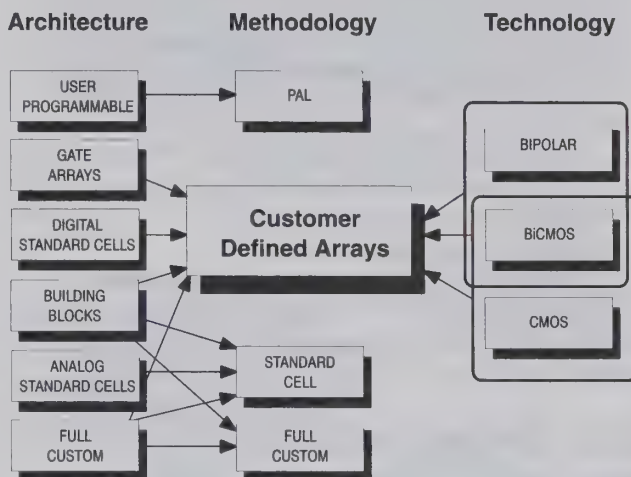 Architecture
Methodology
Technology
USER
PROGRAMMABLE
PAL
BIPOLAR
GATE
ARRAYS
Customer
Defined Arrays
DIGITAL
STANDARD CELLS
BiCMOS
BUILDING
BLOCKS
CMOS
ANALOG
STANDARD CELLS
STANDARD
CELL
FULL
CUSTOM
FULL
CUSTOM